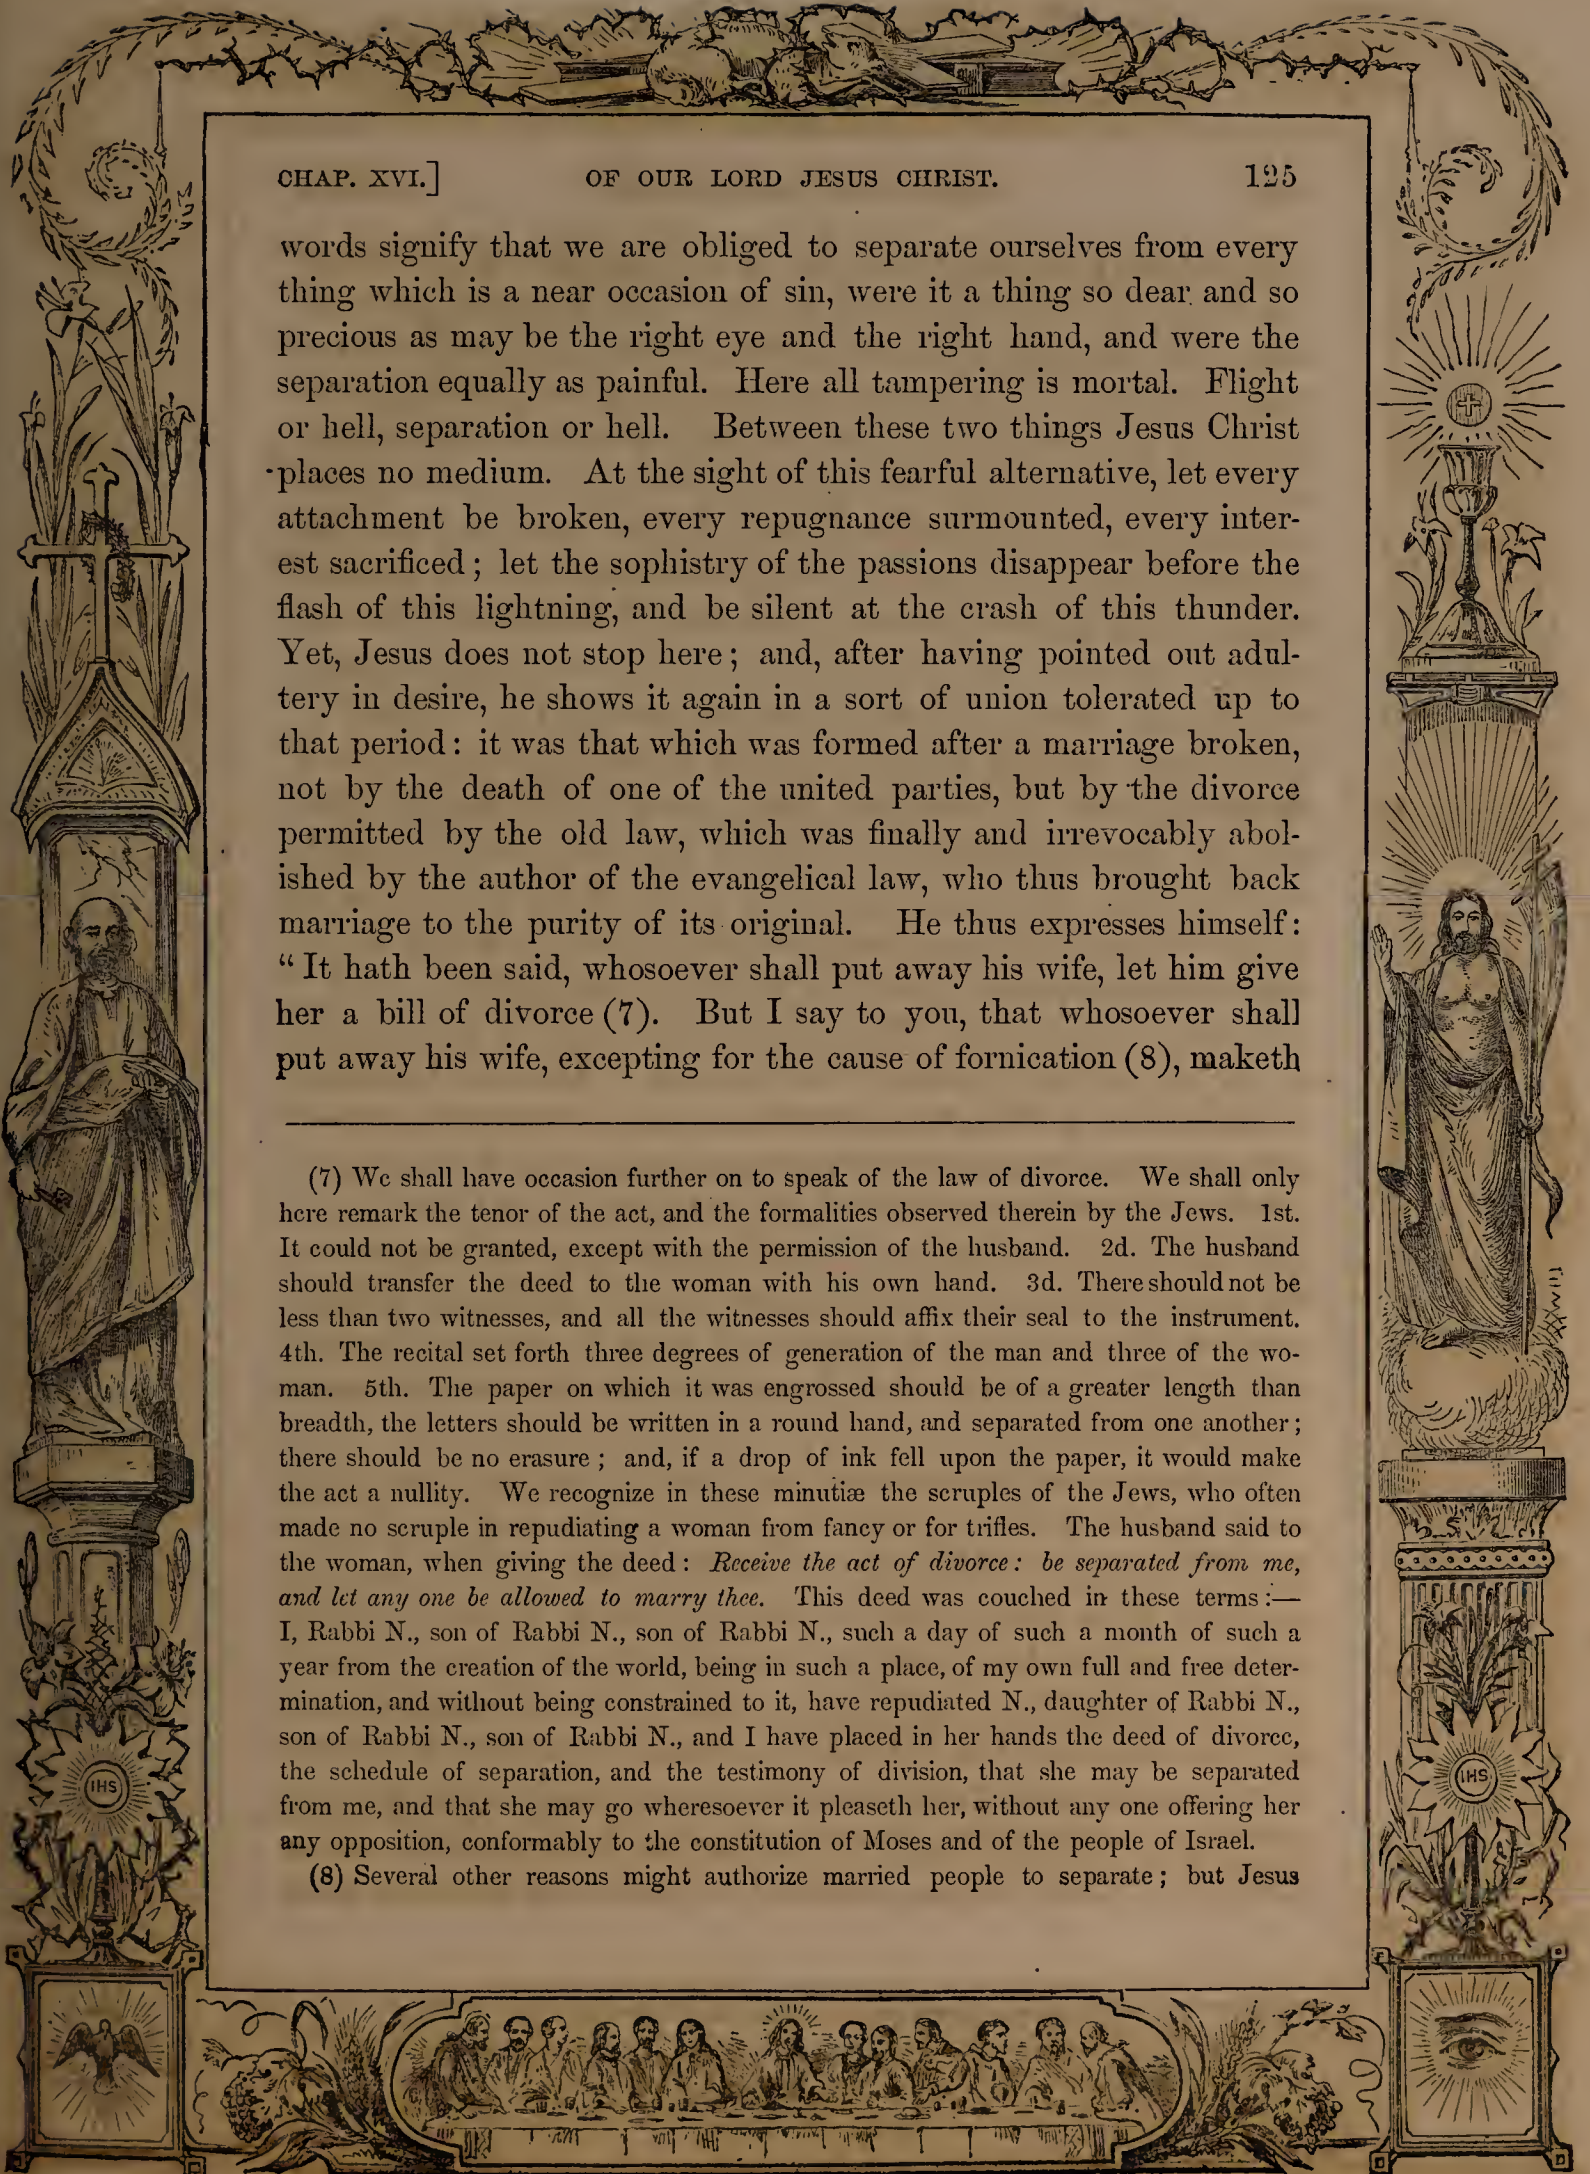 CHAP. XVI.] OF OUR LORD JESUS CHRIST. 125
words signify that we are obliged to separate ourselves from every
thing which is a near occasion of sin, were it a thing so dear and so
precious as may be the right eye and the right hand, and were the
separation equally as painful. Here all tampering is mortal. Flight
or hell, separation or hell. Between these two things Jesus Christ
places no medium. At the sight of this fearful alternative, let every
attachment be broken, every repugnance surmounted, every inter-
est sacrificed; let the sophistry of the passions disappear before the
flash of this lightning, and be silent at the crash of this thunder.
Yet, Jesus does not stop here; and, after having pointed out adul-
tery in desire, he shows it again in a sort of union tolerated up to
that period: it was that which was formed after a marriage broken,
not by the death of one of the united parties, but by the divorce
permitted by the old law, which was finally and irrevocably abol-
ished by the author of the evangelical law, who thus brought back
marriage to the purity of its original. He thus expresses himself:
"It hath been said, whosoever shall put away his wife, let him give
her a bill of divorce (7). But I say to you, that whosoever shall
put away his wife, excepting for the cause of fornication (8), maketh
(7) We shall have occasion further on to speak of the law of divorce. We shall only
here remark the tenor of the act, and the formalities observed therein by the Jews. 1st.
It could not be granted, except with the permission of the husband. 2d. The husband
should transfer the deed to the woman with his own hand. 3d. There should not be
less than two witnesses, and all the witnesses should affix their seal to the instrument.
4th. The recital set forth three degrees of generation of the man and three of the wo-
man. 5th. The paper on which it was engrossed should be of a greater length than
breadth, the letters should be written in a round hand, and separated from one another;
there should be no erasure; and, if a drop of ink fell upon the paper, it would make
the act a nullity. We recognize in these minutiæ the scruples of the Jews, who often
made no scruple in repudiating a woman from fancy or for trifles. The husband said to
the woman, when giving the deed: Receive the act of divorce: be separated from me,
and let any one be allowed to marry thee. This deed was couched in these terms:—
I, Rabbi N., son of Rabbi N., son of Rabbi N., such a day of such a month of such a
year from the creation of the world, being in such a place, of my own full and free deter-
mination, and without being constrained to it, have repudiated N., daughter of Rabbi N.,
son of Rabbi N., son of Rabbi N., and I have placed in her hands the deed of divorce,
the schedule of separation, and the testimony of division, that she may be separated
from me, and that she may go wheresoever it pleaseth her, without any one offering her
any opposition, conformably to the constitution of Moses and of the people of Israel.
(8) Several other reasons might authorize married people to separate; but Jesus
IHS
IHS